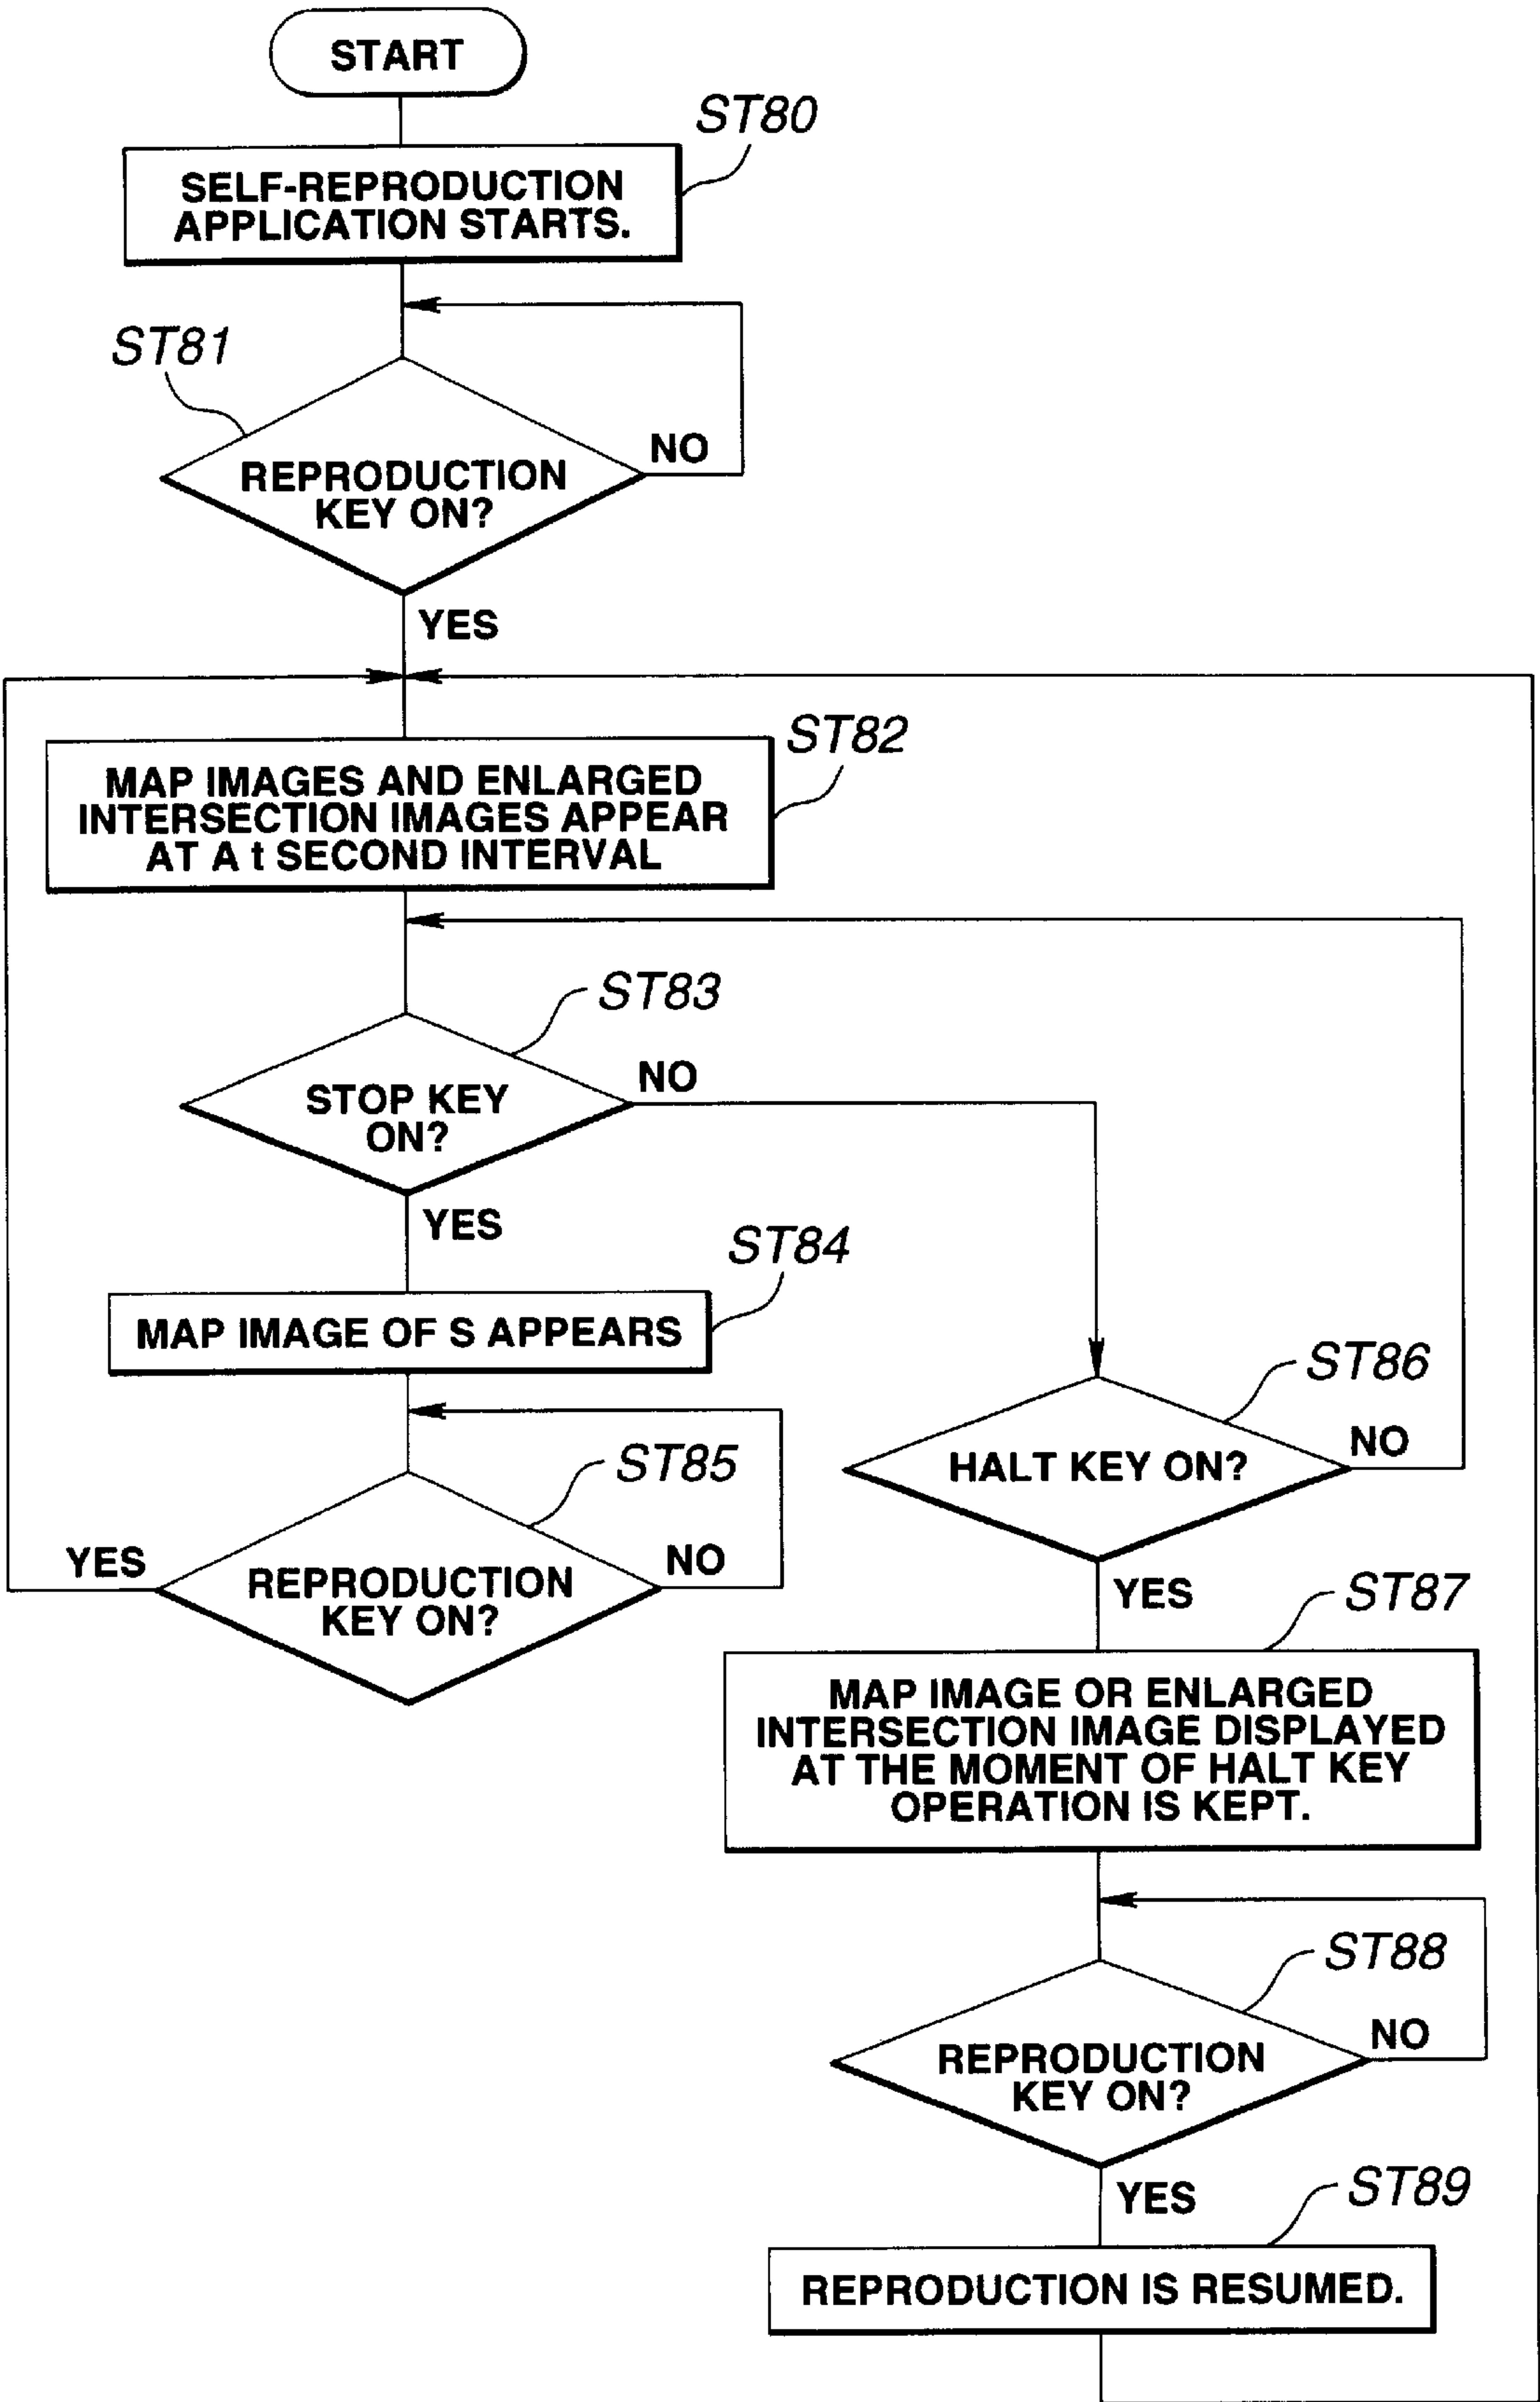 START
ST80
SELF-REPRODUCTION
APPLICATION STARTS.
ST81
NO
REPRODUCTION
KEY ON?
YES
ST82
MAP IMAGES AND ENLARGED
INTERSECTION IMAGES APPEAR
AT A t SECOND INTERVAL
ST83
NO
STOP KEY
ON?
YES
ST84
MAP IMAGE OF S APPEARS
ST86
NO
HALT KEY ON?
ST85
YES
NO
REPRODUCTION
KEY ON?
YES
ST87
MAP IMAGE OR ENLARGED
INTERSECTION IMAGE DISPLAYED
AT THE MOMENT OF HALT KEY
OPERATION IS KEPT.
ST88
NO
REPRODUCTION
KEY ON?
YES
ST89
REPRODUCTION IS RESUMED.